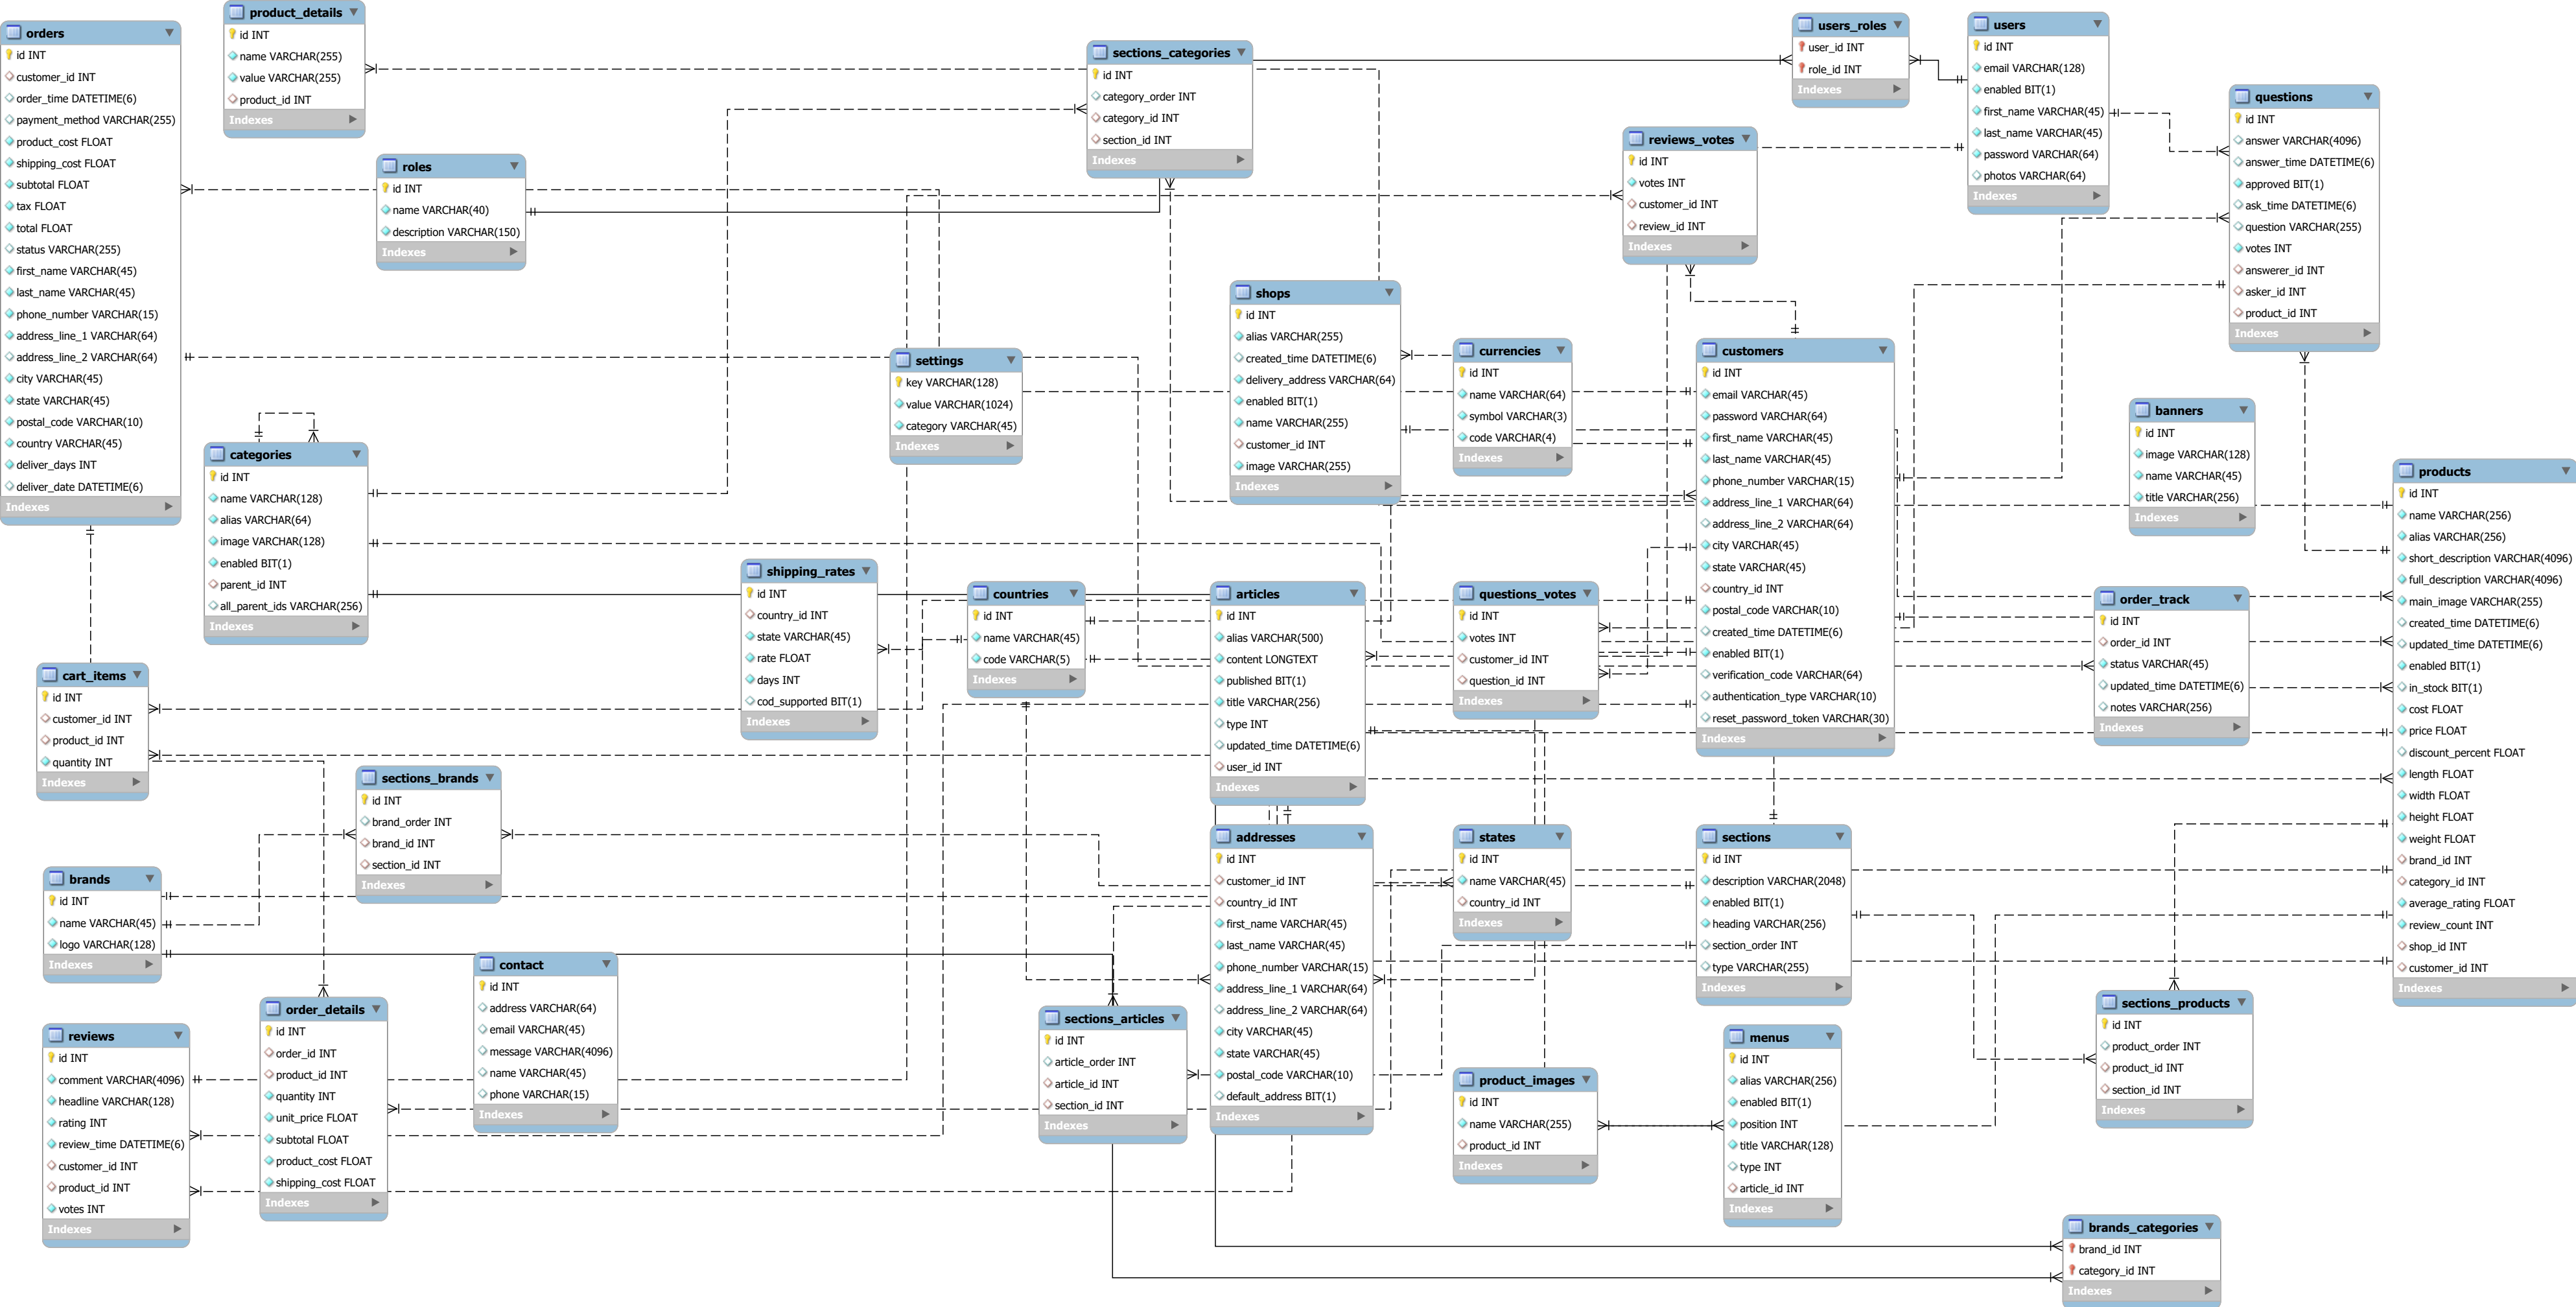 orders
id INT
customer_id INT
order_time DATETIME(6)
payment_method VARCHAR(255)
product_cost FLOAT
shipping_cost FLOAT
subtotal FLOAT
tax FLOAT
total FLOAT
status VARCHAR(255)
first_name VARCHAR(45)
last_name VARCHAR(45)
phone_number VARCHAR(15)
address_line_1 VARCHAR(64)
address_line_2 VARCHAR(64)
city VARCHAR(45)
state VARCHAR(45)
postal_code VARCHAR(10)
country VARCHAR(45)
deliver_days INT
deliver_date DATETIME(6)
Indexes
product_details
id INT
name VARCHAR(255)
value VARCHAR(255)
product_id INT
Indexes
roles
id INT
name VARCHAR(40)
description VARCHAR(150)
Indexes
categories
id INT
name VARCHAR(128)
alias VARCHAR(64)
image VARCHAR(128)
enabled BIT(1)
parent_id INT
all_parent_ids VARCHAR(256)
Indexes
cart_items
id INT
customer_id INT
product_id INT
quantity INT
Indexes
sections_brands
id INT
brand_order INT
brand_id INT
section_id INT
Indexes
brands
id INT
name VARCHAR(45)
logo VARCHAR(128)
Indexes
reviews
id INT
comment VARCHAR(4096)
headline VARCHAR(128)
rating INT
review_time DATETIME(6)
customer_id INT
product_id INT
votes INT
Indexes
order_details
id INT
order_id INT
product_id INT
quantity INT
unit_price FLOAT
subtotal FLOAT
product_cost FLOAT
shipping_cost FLOAT
Indexes
contact
id INT
address VARCHAR(64)
email VARCHAR(45)
message VARCHAR(4096)
name VARCHAR(45)
phone VARCHAR(15)
Indexes
sections_categories
id INT
category_order INT
category_id INT
section_id INT
Indexes
settings
key VARCHAR(128)
value VARCHAR(1024)
category VARCHAR(45)
Indexes
shipping_rates
id INT
country_id INT
state VARCHAR(45)
rate FLOAT
days INT
cod_supported BIT(1)
Indexes
countries
id INT
name VARCHAR(45)
code VARCHAR(5)
Indexes
shops
id INT
alias VARCHAR(255)
created_time DATETIME(6)
delivery_address VARCHAR(64)
enabled BIT(1)
name VARCHAR(255)
customer_id INT
image VARCHAR(255)
Indexes
articles
id INT
alias VARCHAR(500)
content LONGTEXT
published BIT(1)
title VARCHAR(256)
type INT
updated_time DATETIME(6)
user_id INT
Indexes
addresses
id INT
customer_id INT
country_id INT
first_name VARCHAR(45)
last_name VARCHAR(45)
phone_number VARCHAR(15)
address_line_1 VARCHAR(64)
address_line_2 VARCHAR(64)
city VARCHAR(45)
state VARCHAR(45)
postal_code VARCHAR(10)
default_address BIT(1)
Indexes
sections_articles
id INT
article_order INT
article_id INT
section_id INT
Indexes
currencies
id INT
name VARCHAR(64)
symbol VARCHAR(3)
code VARCHAR(4)
Indexes
questions_votes
id INT
votes INT
customer_id INT
question_id INT
Indexes
states
id INT
name VARCHAR(45)
country_id INT
Indexes
product_images
id INT
name VARCHAR(255)
product_id INT
Indexes
users_roles
user_id INT
role_id INT
Indexes
reviews_votes
id INT
votes INT
customer_id INT
review_id INT
Indexes
customers
id INT
email VARCHAR(45)
password VARCHAR(64)
first_name VARCHAR(45)
last_name VARCHAR(45)
phone_number VARCHAR(15)
address_line_1 VARCHAR(64)
address_line_2 VARCHAR(64)
city VARCHAR(45)
state VARCHAR(45)
country_id INT
postal_code VARCHAR(10)
created_time DATETIME(6)
enabled BIT(1)
verification_code VARCHAR(64)
authentication_type VARCHAR(10)
reset_password_token VARCHAR(30)
Indexes
sections
id INT
description VARCHAR(2048)
enabled BIT(1)
heading VARCHAR(256)
section_order INT
type VARCHAR(255)
Indexes
menus
id INT
alias VARCHAR(256)
enabled BIT(1)
position INT
title VARCHAR(128)
type INT
article_id INT
Indexes
users
id INT
email VARCHAR(128)
enabled BIT(1)
first_name VARCHAR(45)
last_name VARCHAR(45)
password VARCHAR(64)
photos VARCHAR(64)
Indexes
questions
id INT
answer VARCHAR(4096)
answer_time DATETIME(6)
approved BIT(1)
ask_time DATETIME(6)
question VARCHAR(255)
votes INT
answerer_id INT
asker_id INT
product_id INT
Indexes
banners
id INT
image VARCHAR(128)
name VARCHAR(45)
title VARCHAR(256)
Indexes
order_track
id INT
order_id INT
status VARCHAR(45)
updated_time DATETIME(6)
notes VARCHAR(256)
Indexes
products
id INT
name VARCHAR(256)
alias VARCHAR(256)
short_description VARCHAR(4096)
full_description VARCHAR(4096)
main_image VARCHAR(255)
created_time DATETIME(6)
updated_time DATETIME(6)
enabled BIT(1)
in_stock BIT(1)
cost FLOAT
price FLOAT
discount_percent FLOAT
length FLOAT
width FLOAT
height FLOAT
weight FLOAT
brand_id INT
category_id INT
average_rating FLOAT
review_count INT
shop_id INT
customer_id INT
Indexes
sections_products
id INT
product_order INT
product_id INT
section_id INT
Indexes
brands_categories
brand_id INT
category_id INT
Indexes